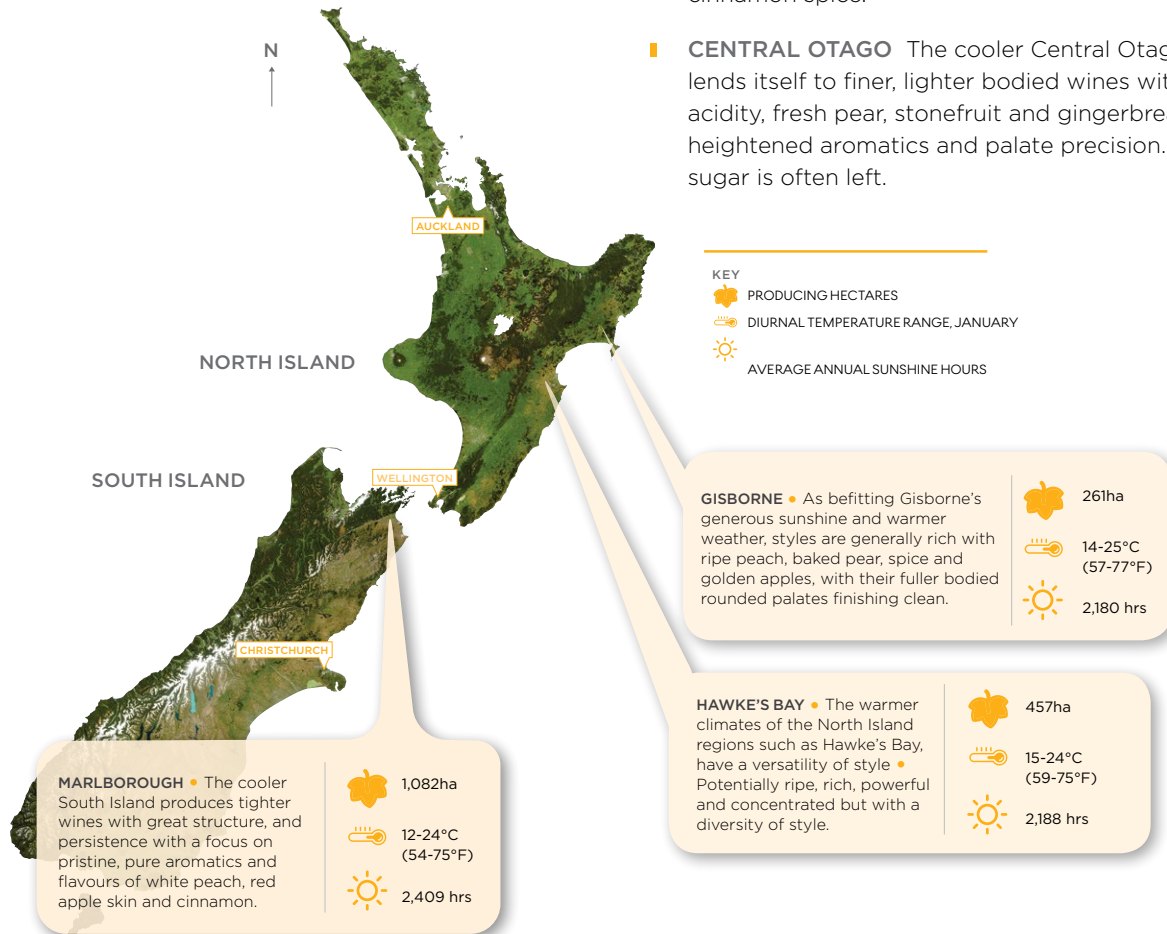 CENTRAL OTAGO The cooler Central
lends itself to finer, lighter bodied wines
acidity, fresh pear, stonefruit and
heightened aromatics and palate precision.
sugar is often left.
N
AUCKLAND
KEY
PRODUCING HECTARES
DIURNAL TEMPERATURE RANGE, JANUARY
AVERAGE ANNUAL SUNSHINE HOURS
NORTH ISLAND
SOUTH ISLAND
WELLINGTON
CHRISTCHURCH
GISBORNE • As befitting Gisborne's
generous sunshine and warmer
weather, styles are generally rich with
ripe peach, baked pear, spice and
golden apples, with their fuller bodied
rounded palates finishing clean.
261ha
14-25°C
(57-77°F)
2,180 hrs
HAWKE'S BAY • The warmer
climates of the North Island
regions such as Hawke's Bay,
have a versatility of style •
Potentially ripe, rich, powerful
and concentrated but with a
diversity of style.
457ha
15-24°C
(59-75°F)
2,188 hrs
MARLBOROUGH • The cooler
South Island produces tighter
wines with great structure, and
persistence with a focus on
pristine, pure aromatics and
flavours of white peach, red
apple skin and cinnamon.
1,082ha
12-24°C
(54-75°F)
2,409 hrs